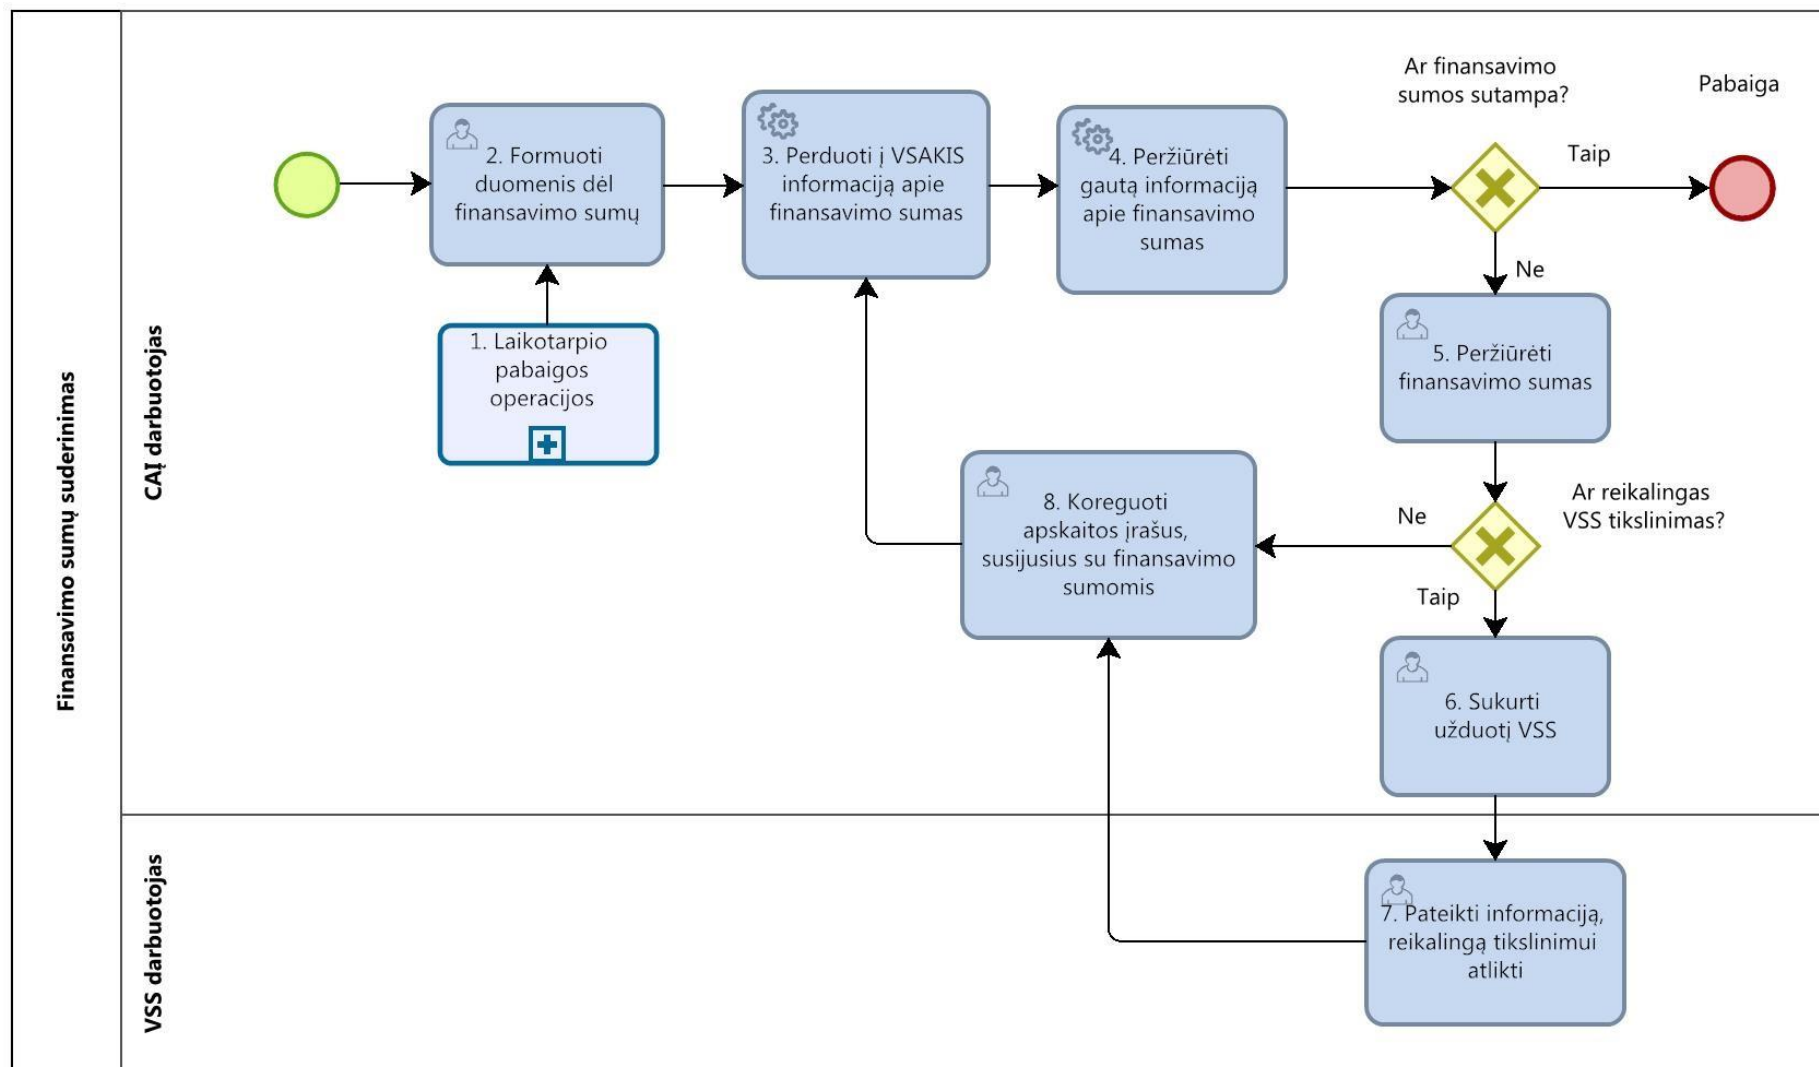 Finansavimo sumų suderinimas
CAĮ darbuotojas
VSS darbuotojas
2. Formuoti
duomenis dėl
finansavimo sumų
1. Laikotarpio
pabaigos
operacijos
3. Perduoti į VSAKIS
informaciją apie
finansavimo sumas
4. Peržiūrėti
gautą informaciją
apie finansavimo
sumas
Ar finansavimo
sumos sutampa?
Taip
Pabaiga
Ne
5. Peržiūrėti
finansavimo sumas
Ar reikalingas
VSS tikslinimas?
Ne
Taip
8. Koreguoti
apskaitos įrašus,
susijusius su finansavimo
sumomis
6. Sukurti
užduotį VSS
7. Pateikti informaciją,
reikalingą tikslinimui
atlikti